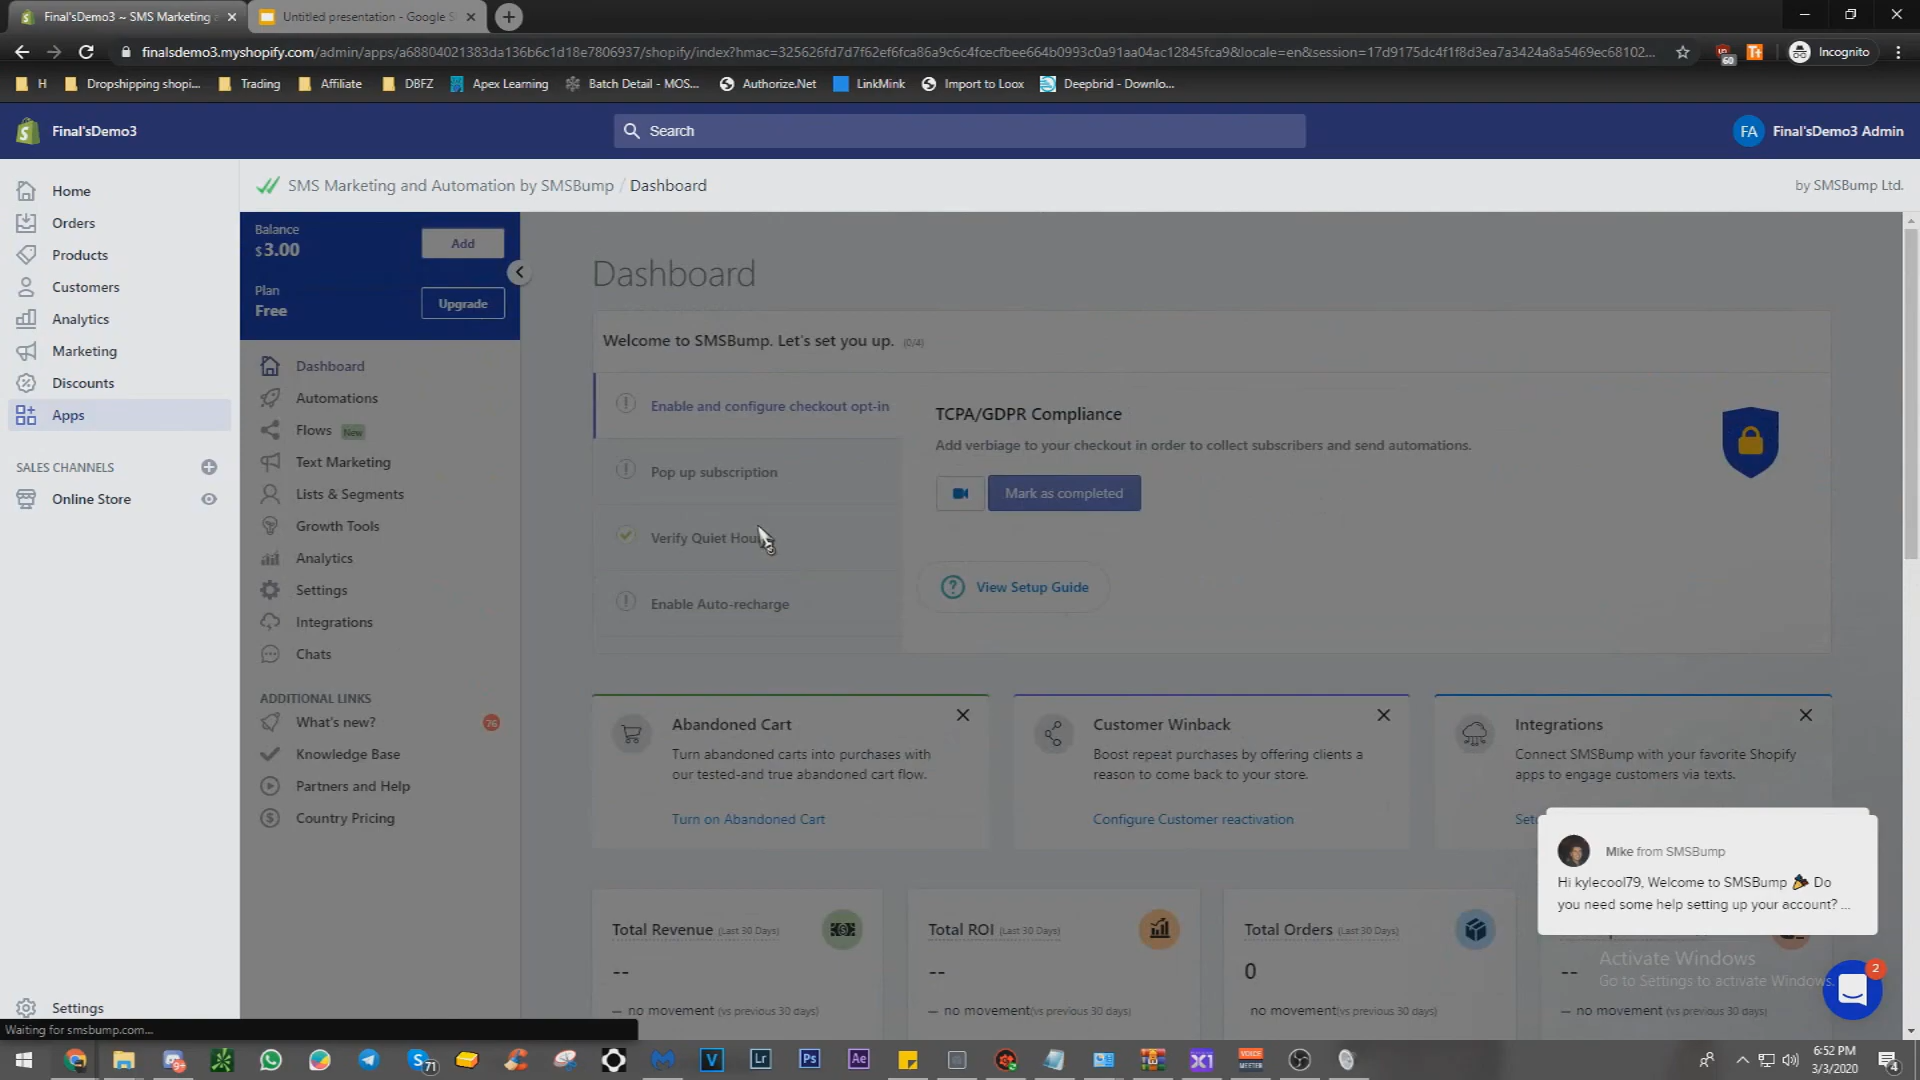 Final'sDemo3 ~ SMS Marketing
Untitled presentation - Google S
finalsdemo3.myshopify.com/admin/apps/a68804021383da136b6c1d18e7806937/shopify/index?hmac=325626fd7d7f62ef6fca86a9c6c4fcecfbee664b0993c0a91aa04ac12845fca9&locale=en&session=17d9175dc4f1f8d3ea7a3424a8a5469ec68102...
60
Incognito
H
Dropshipping shopi...
Trading
Affiliate
DBFZ
Apex Learning
Batch Detail - MOS...
Authorize.Net
LinkMink
Import to Loox
Deepbrid - Downlo...
Final'sDemo3
Search
FA
Final'sDemo3 Admin
Home
Orders
Products
Customers
Analytics
Marketing
Discounts
Apps
SALES CHANNELS
Online Store
Settings
SMS Marketing and Automation by SMSBump / Dashboard
by SMSBump Ltd.
Balance
$3.00
Add
Plan
Free
Upgrade
Dashboard
Automations
Flows New
Text Marketing
Lists & Segments
Growth Tools
Analytics
Settings
Integrations
Chats
ADDITIONAL LINKS
What's new? 76
Knowledge Base
Partners and Help
Country Pricing
Dashboard
Welcome to SMSBump. Let's set you up. (0/4)
Enable and configure checkout opt-in
Pop up subscription
Verify Quiet Hou
Enable Auto-recharge
TCPA/GDPR Compliance
Add verbiage to your checkout in order to collect subscribers and send automations.
Mark as completed
View Setup Guide
Abandoned Cart
Turn abandoned carts into purchases with
our tested-and true abandoned cart flow.
Turn on Abandoned Cart
Customer Winback
Boost repeat purchases by offering clients a
reason to come back to your store.
Configure Customer reactivation
Integrations
Connect SMSBump with your favorite Shopify
apps to engage customers via texts.
Mike from SMSBump
Hi kylecool79, Welcome to SMSBump 🎉 Do
you need some help setting up your account? ...
Total Revenue (Last 30 Days)
--
— no movement (vs previous 30 days)
Total ROI (Last 30 Days)
--
— no movement (vs previous 30 days)
Total Orders (Last 30 Days)
0
no movement (vs previous 30 days)
--
— no movement (vs previous 30 days)
Activate Windows
Go to Settings to activate Windows.
2
Waiting for smsbump.com...
71
V
Lr
Ps
Ae
X1
VOICE
MEETER
6:52 PM
3/3/2020
4